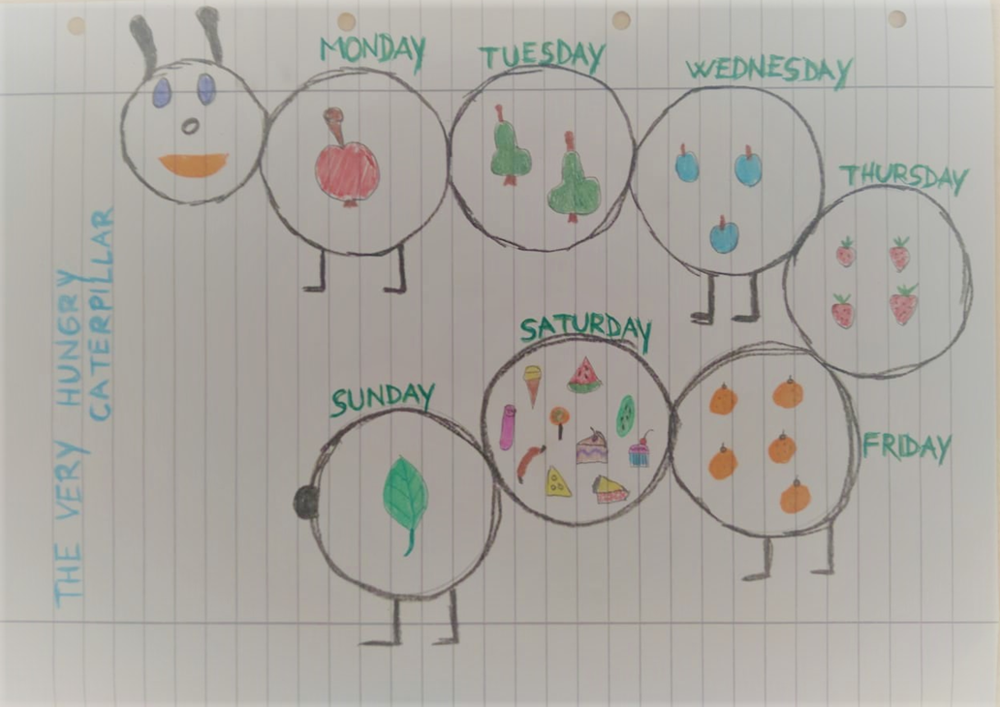 THE VERY HUNGRY
CATERPILLAR
MONDAY
TUESDAY
WEDNESDAY
THURSDAY
FRIDAY
SATURDAY
SUNDAY